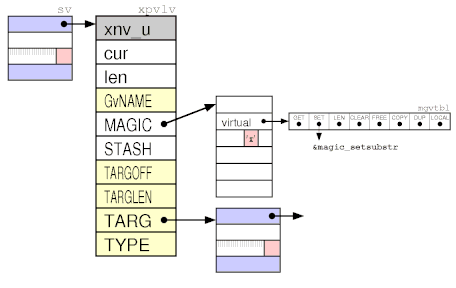 sv
xpvlv
xnv_u
cur
len
GvNAME
MAGIC
STASH
TARGOFF
TARGLEN
TARG
TYPE
virtual
'x'
mgvtbl
GET SET LEN CLEAR FREE COPY DUP LOCAL
&magic_setsubstr